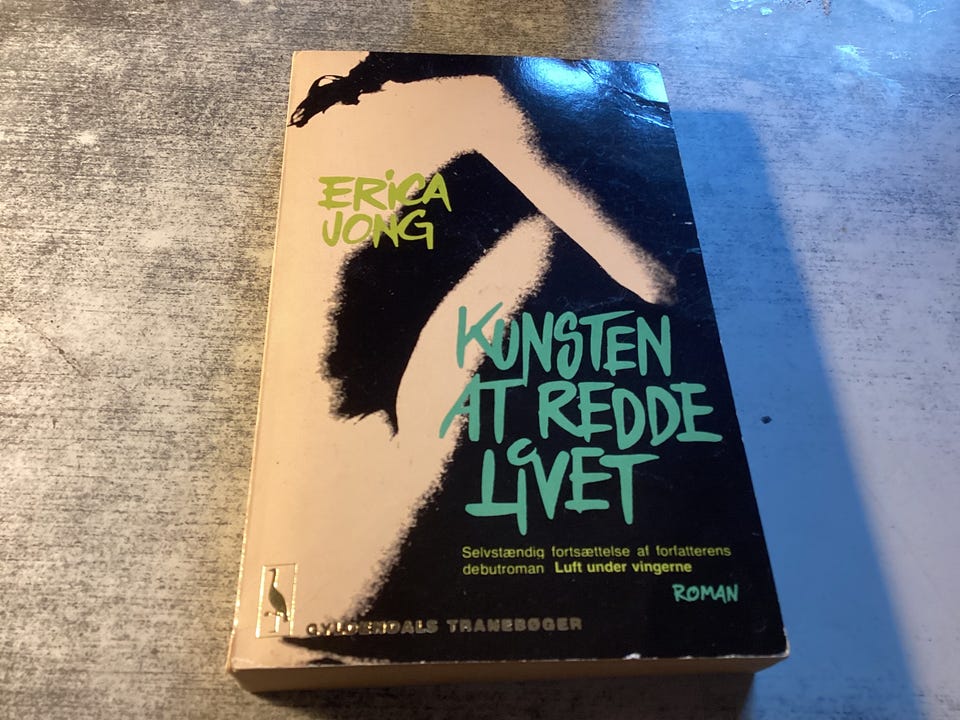 ERICA
JONG
KUNSTEN
AT REDDE
LIVET
Selvstændig fortsættelse af forfatterens
debutroman Luft under vingerne
ROMAN
GYLDENDALS TRANEBØGER